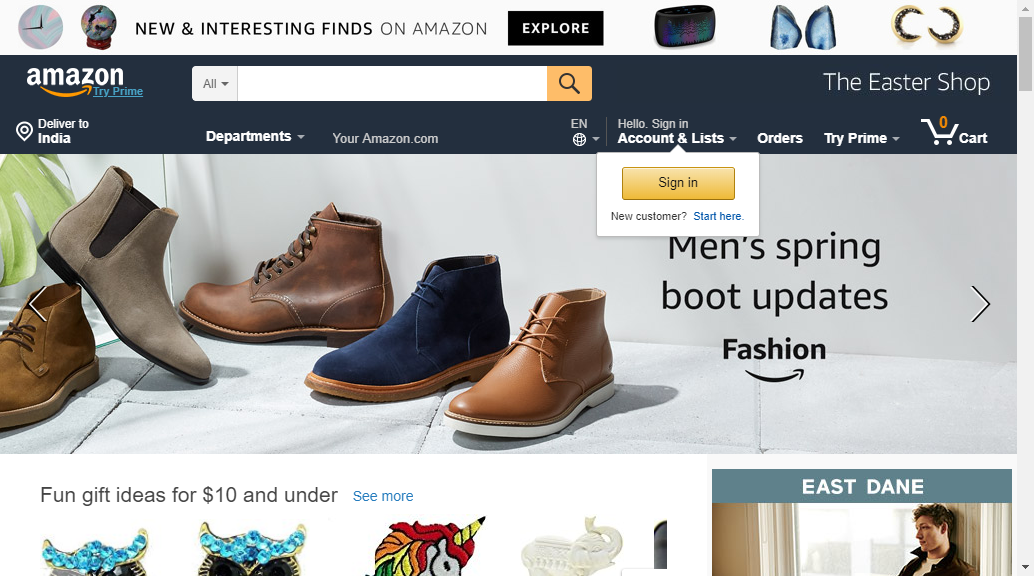 NEW & INTERESTING FINDS ON AMAZON EXPLORE
amazon
Try Prime
All
The Easter Shop
Deliver to
India
Departments
Your Amazon.com
EN
Hello. Sign in
Account & Lists
Orders
Try Prime
0
Cart
Sign in
New customer? Start here.
Men's spring
boot updates
Fashion
Fun gift ideas for $10 and under See more
EAST DANE